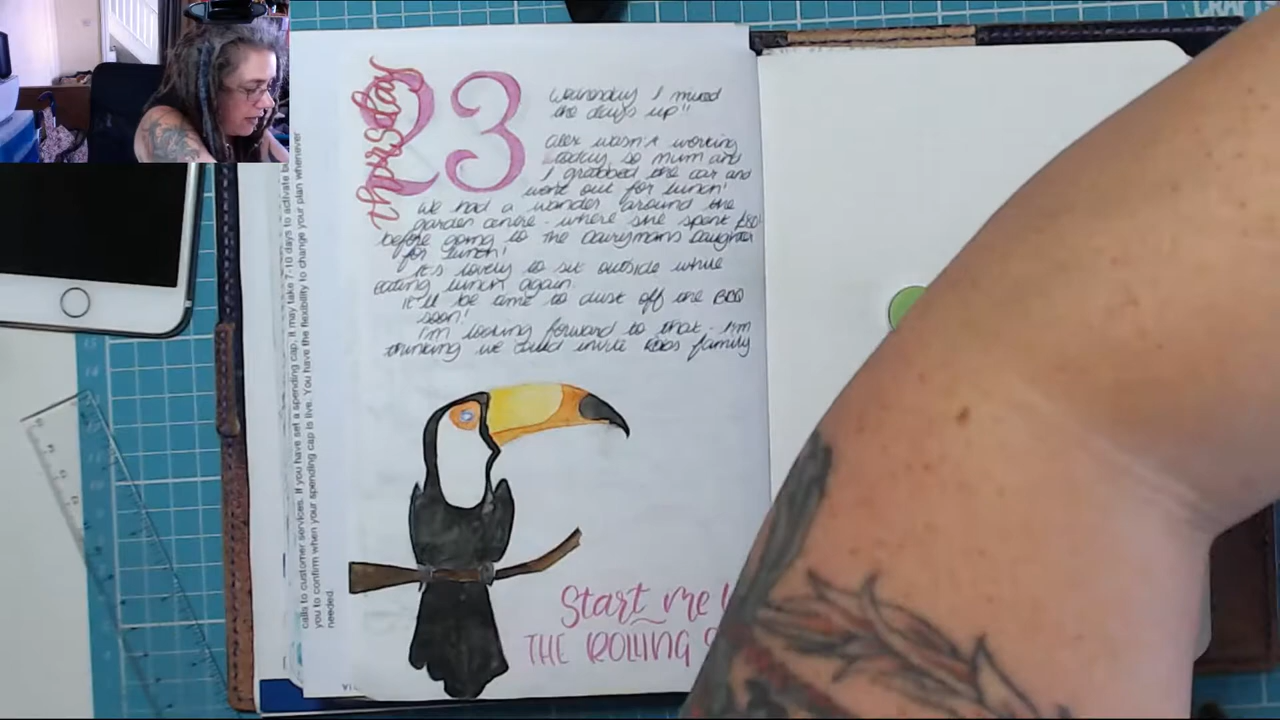 CRAFTS
calls to customer services. If you have set a spending cap, it may take 7-10 days to activate
you to confirm when your spending cap is live. You have the flexibility to change your plan whenever
needed.
thursday
23
Wednesday I mixed
the days up!!
Alex wasn't working
today so mum and
I grabbed the car and
went out for lunch!
we had a wander around the
garden centre - where she spent £80!
before going to the Dairymans Daughter
for lunch!
It's lovely to sit outside while
eating lunch again.
it'll be time to dust off the BBQ
soon!
I'm looking forward to that - I'm
thinking we could invite Robs family
Start me
THE ROLLING